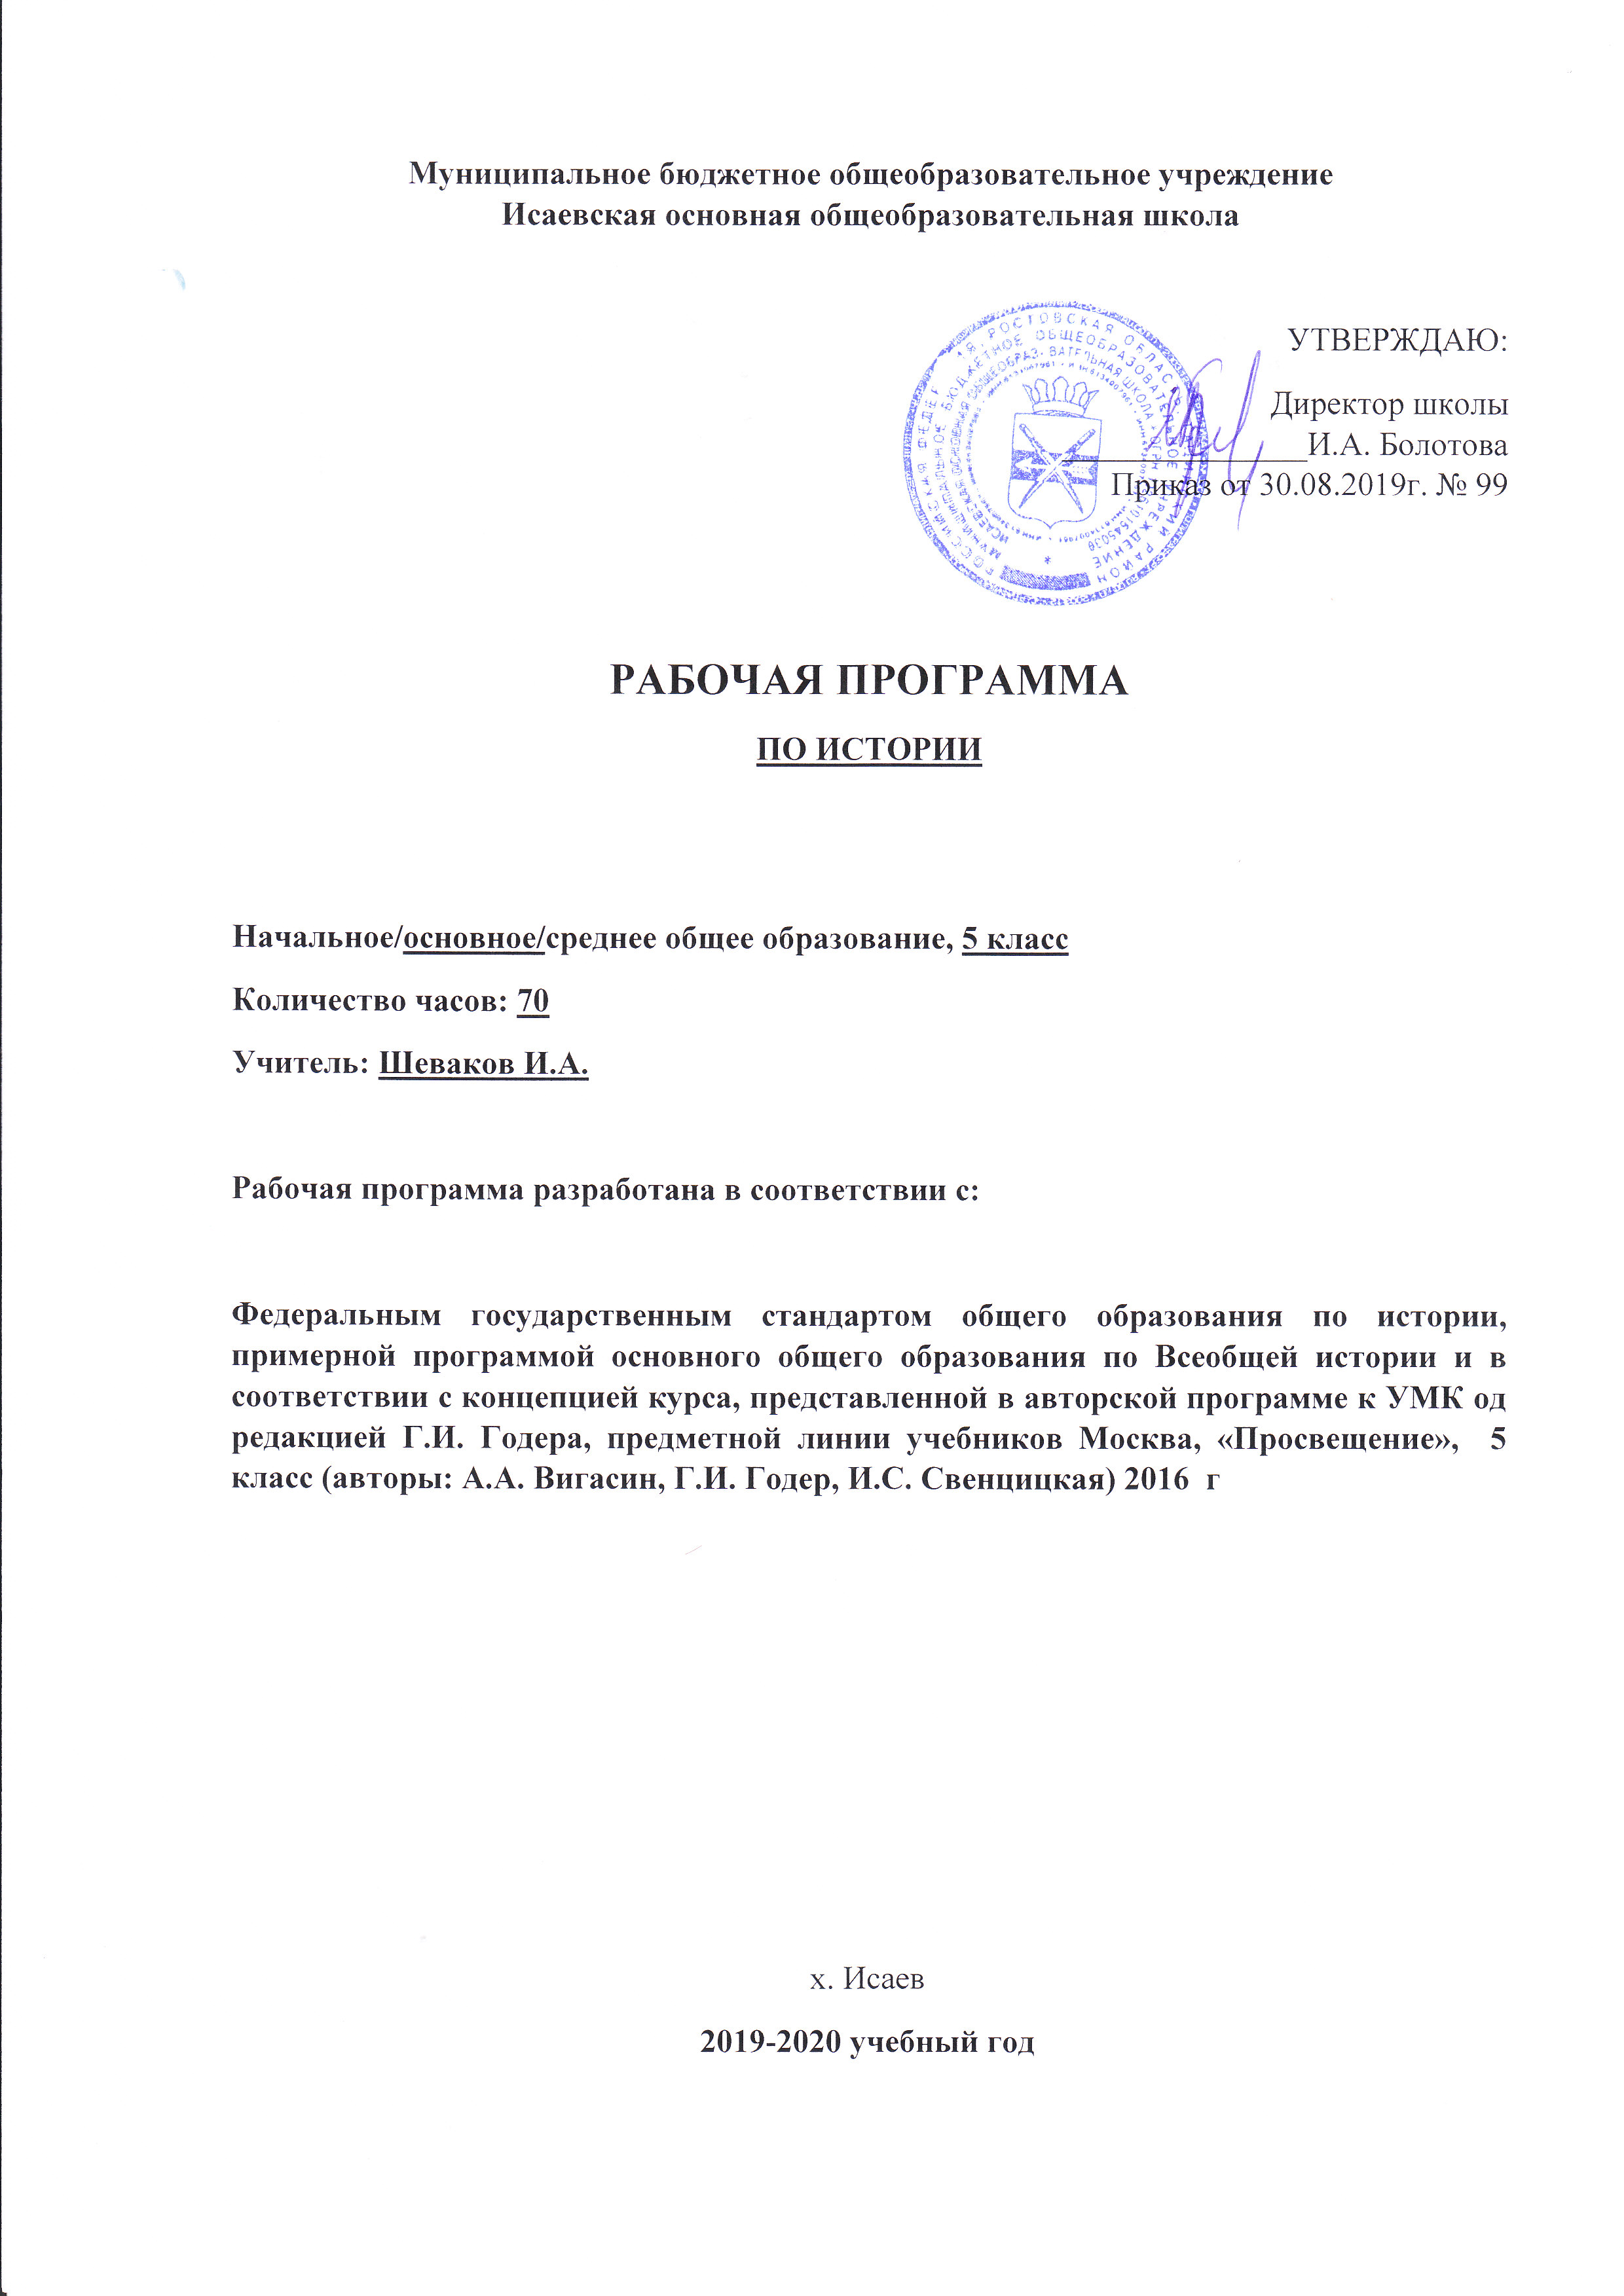 Муниципальное бюджетное общеобразовательное учреждение
Исаевская основная общеобразовательная школа
РОСТОВСКАЯ ОБЛАСТЬ
УТВЕРЖДАЮ:
Директор школы
И.А. Болотова
Приказ от 30.08.2019г. № 99
РАБОЧАЯ ПРОГРАММА
ПО ИСТОРИИ
Начальное/основное/среднее общее образование, 5 класс
Количество часов: 70
Учитель: Шеваков И.А.
Рабочая программа разработана в соответствии с:
Федеральным государственным стандартом общего образования по истории,
примерной программой основного общего образования по Всеобщей истории и в
соответствии с концепцией курса, представленной в авторской программе к УМК од
редакцией Г.И. Годера, предметной линии учебников Москва, «Просвещение», 5
класс (авторы: А.А. Вигасин, Г.И. Годер, И.С. Свенцицкая) 2016 г
х. Исаев
2019-2020 учебный год